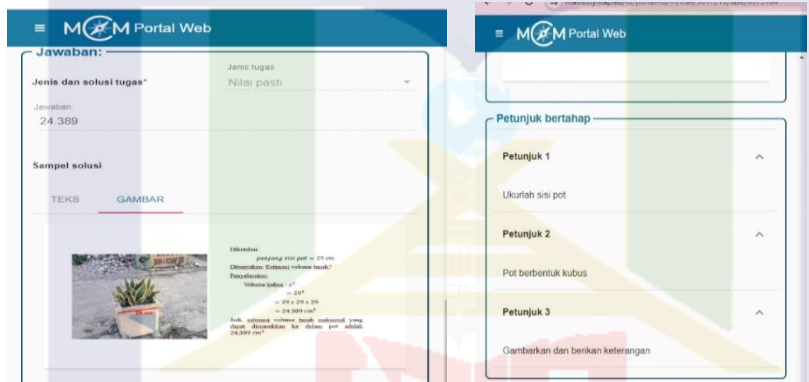 ≡ MCM Portal Web
Jawaban:
Jenis tugas
Jenis dan solusi tugas*
Nilai pasti
Jawaban:
24.389
Sampel solusi
TEKS GAMBAR
Diketahui:
panjang sisi pot = 29 cm
Ditanyakan: Estimasi volume tanah?
Penyelesaian:
Volume kubus : s³
= 29³
= 29 x 29 x 29
= 24.389 cm³
Jadi, estimasi volume tanah maksimal yang
dapat dimasukkan ke dalam pot adalah
24.389 cm³
≡ MCM Portal Web
Petunjuk bertahap
Petunjuk 1
Ukurlah sisi pot
Petunjuk 2
Pot berbentuk kubus
Petunjuk 3
Gambarkan dan berikan keterangan